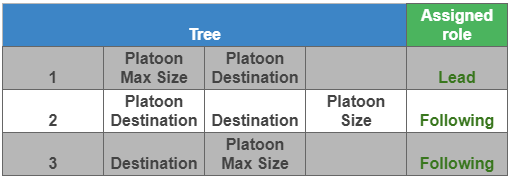 Tree
Assigned
role
1
Platoon
Max Size
Platoon
Destination
Lead
2
Platoon
Destination
Destination
Platoon
Size
Following
3
Destination
Platoon
Max Size
Following